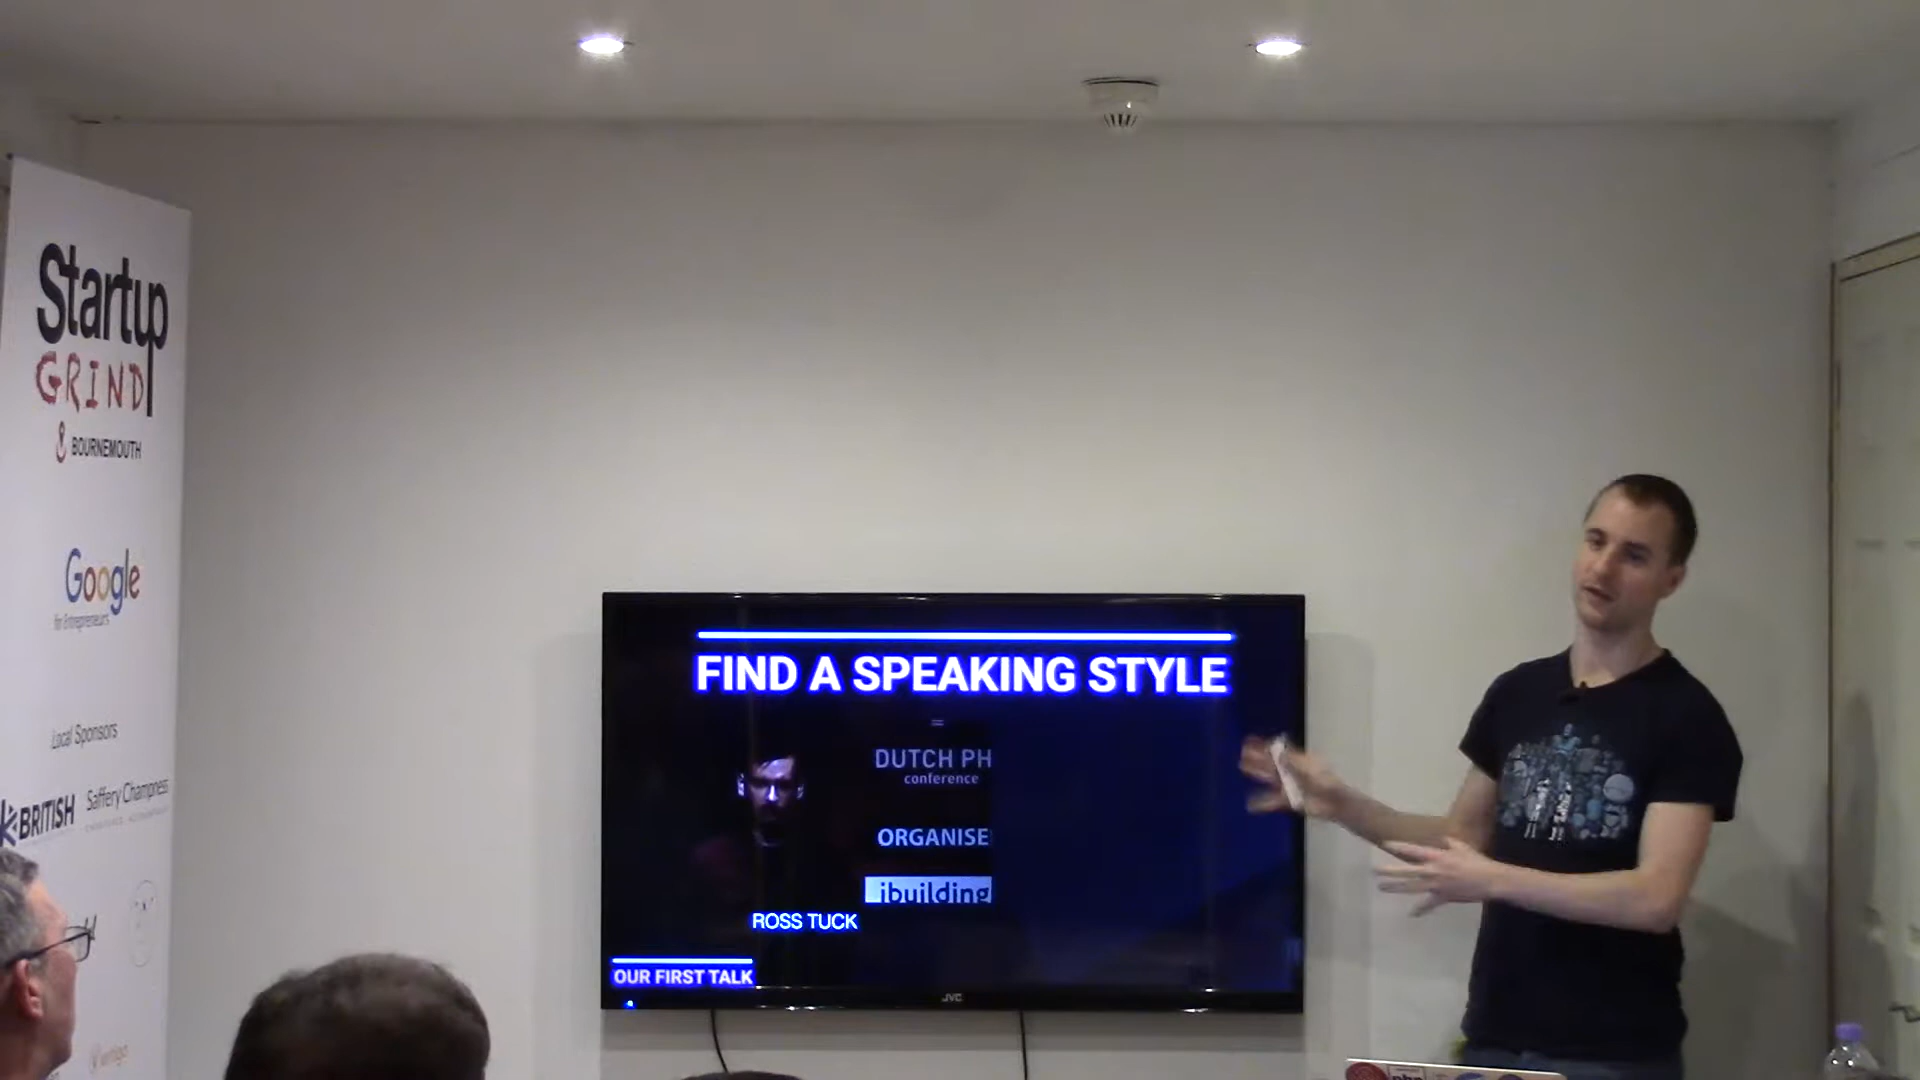 Startup
GRIND
BOURNEMOUTH
Google
for Entrepreneurs
Local Sponsors
BRITISH
Saffery Champness
FIND A SPEAKING STYLE
=
DUTCH PH
conference
ORGANISE
ibuilding
ROSS TUCK
OUR FIRST TALK
JVC
php